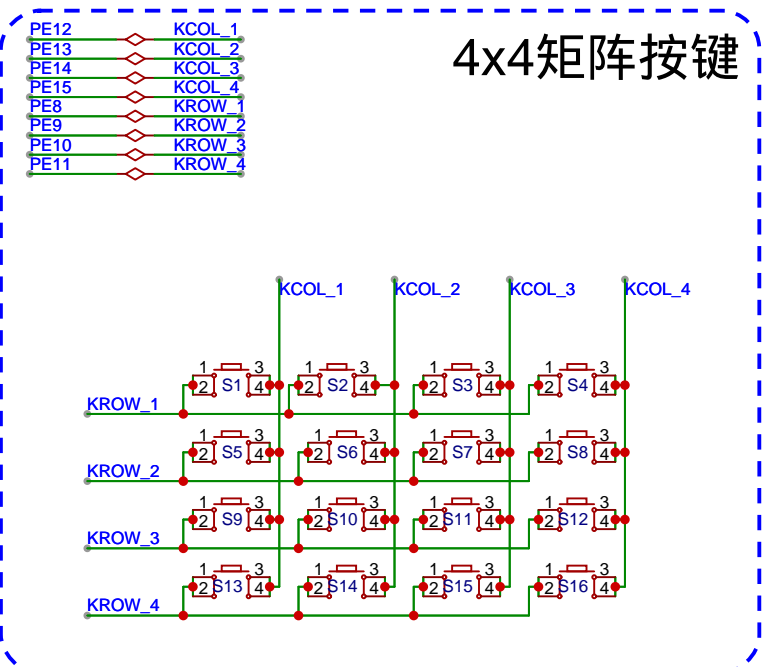 PE12 KCOL_1
PE13 KCOL_2
PE14 KCOL_3
PE15 KCOL_4
PE8 KROW_1
PE9 KROW_2
PE10 KROW_3
PE11 KROW_4
4x4矩阵按键
KCOL_1 KCOL_2 KCOL_3 KCOL_4
1 3 1 3 1 3 1 3
2 S1 4 2 S2 4 2 S3 4 2 S4 4
KROW_1
1 3 1 3 1 3 1 3
2 S5 4 2 S6 4 2 S7 4 2 S8 4
KROW_2
1 3 1 3 1 3 1 3
2 S9 4 2 S10 4 2 S11 4 2 S12 4
KROW_3
1 3 1 3 1 3 1 3
2 S13 4 2 S14 4 2 S15 4 2 S16 4
KROW_4